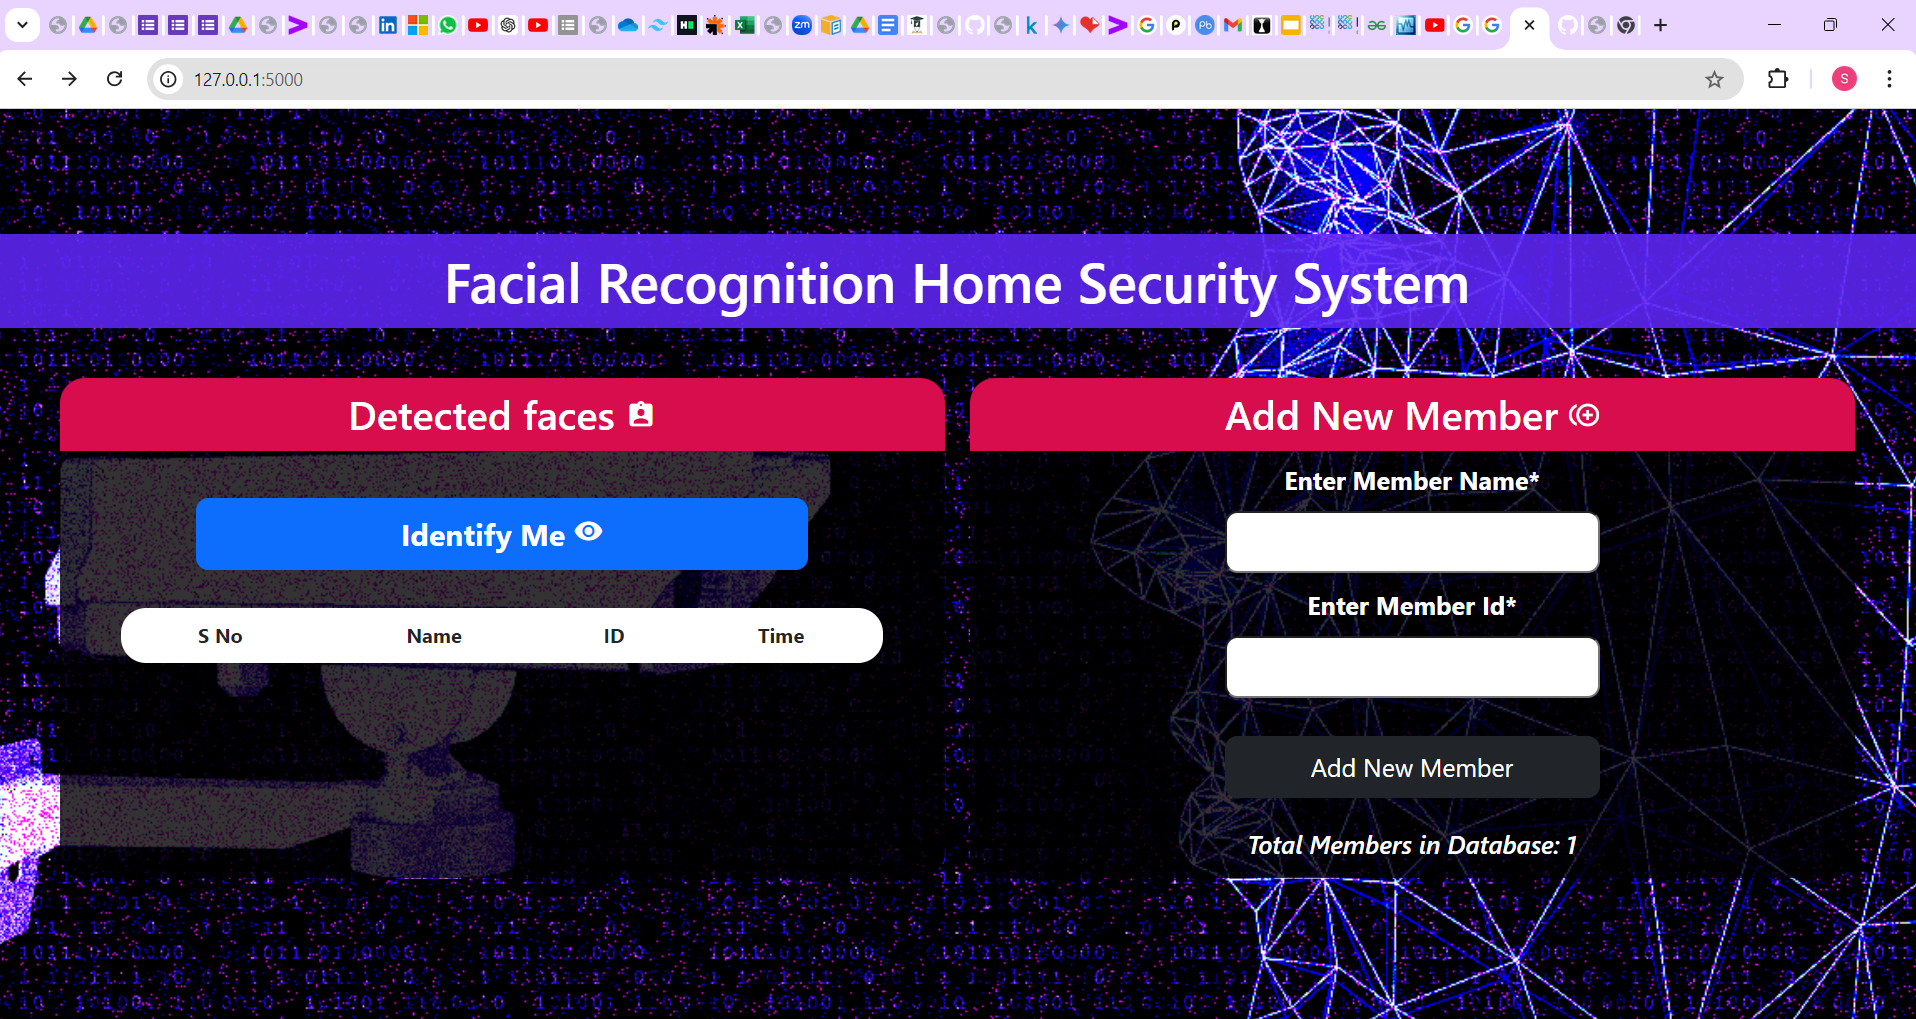 127.0.0.1:5000
S
Facial Recognition Home Security System
Detected faces
Add New Member
Enter Member Name*
Identify Me
Enter Member Id*
S No Name ID Time
Add New Member
Total Members in Database: 1